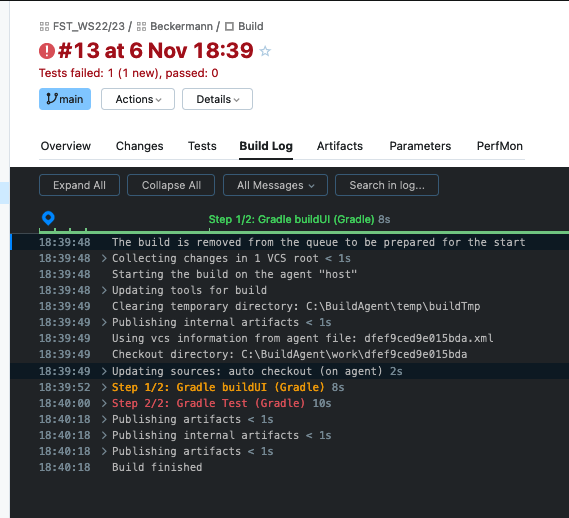 FST_WS22/23 / Beckermann / Build
#13 at 6 Nov 18:39
Tests failed: 1 (1 new), passed: 0
main Actions Details
Overview Changes Tests Build Log Artifacts Parameters PerfMon
Expand All Collapse All All Messages Search in log...
Step 1/2: Gradle buildUI (Gradle) 8s
18:39:48 The build is removed from the queue to be prepared for the start
18:39:48 > Collecting changes in 1 VCS root < 1s
18:39:48 Starting the build on the agent "host"
18:39:48 > Updating tools for build
18:39:49 Clearing temporary directory: C:\BuildAgent\temp\buildTmp
18:39:49 > Publishing internal artifacts < 1s
18:39:49 Using vcs information from agent file: dfef9ced9e015bda.xml
18:39:49 Checkout directory: C:\BuildAgent\work\dfef9ced9e015bda
18:39:49 > Updating sources: auto checkout (on agent) 2s
18:39:52 > Step 1/2: Gradle buildUI (Gradle) 8s
18:40:00 > Step 2/2: Gradle Test (Gradle) 10s
18:40:18 > Publishing artifacts < 1s
18:40:18 > Publishing internal artifacts < 1s
18:40:18 > Publishing artifacts < 1s
18:40:18 Build finished